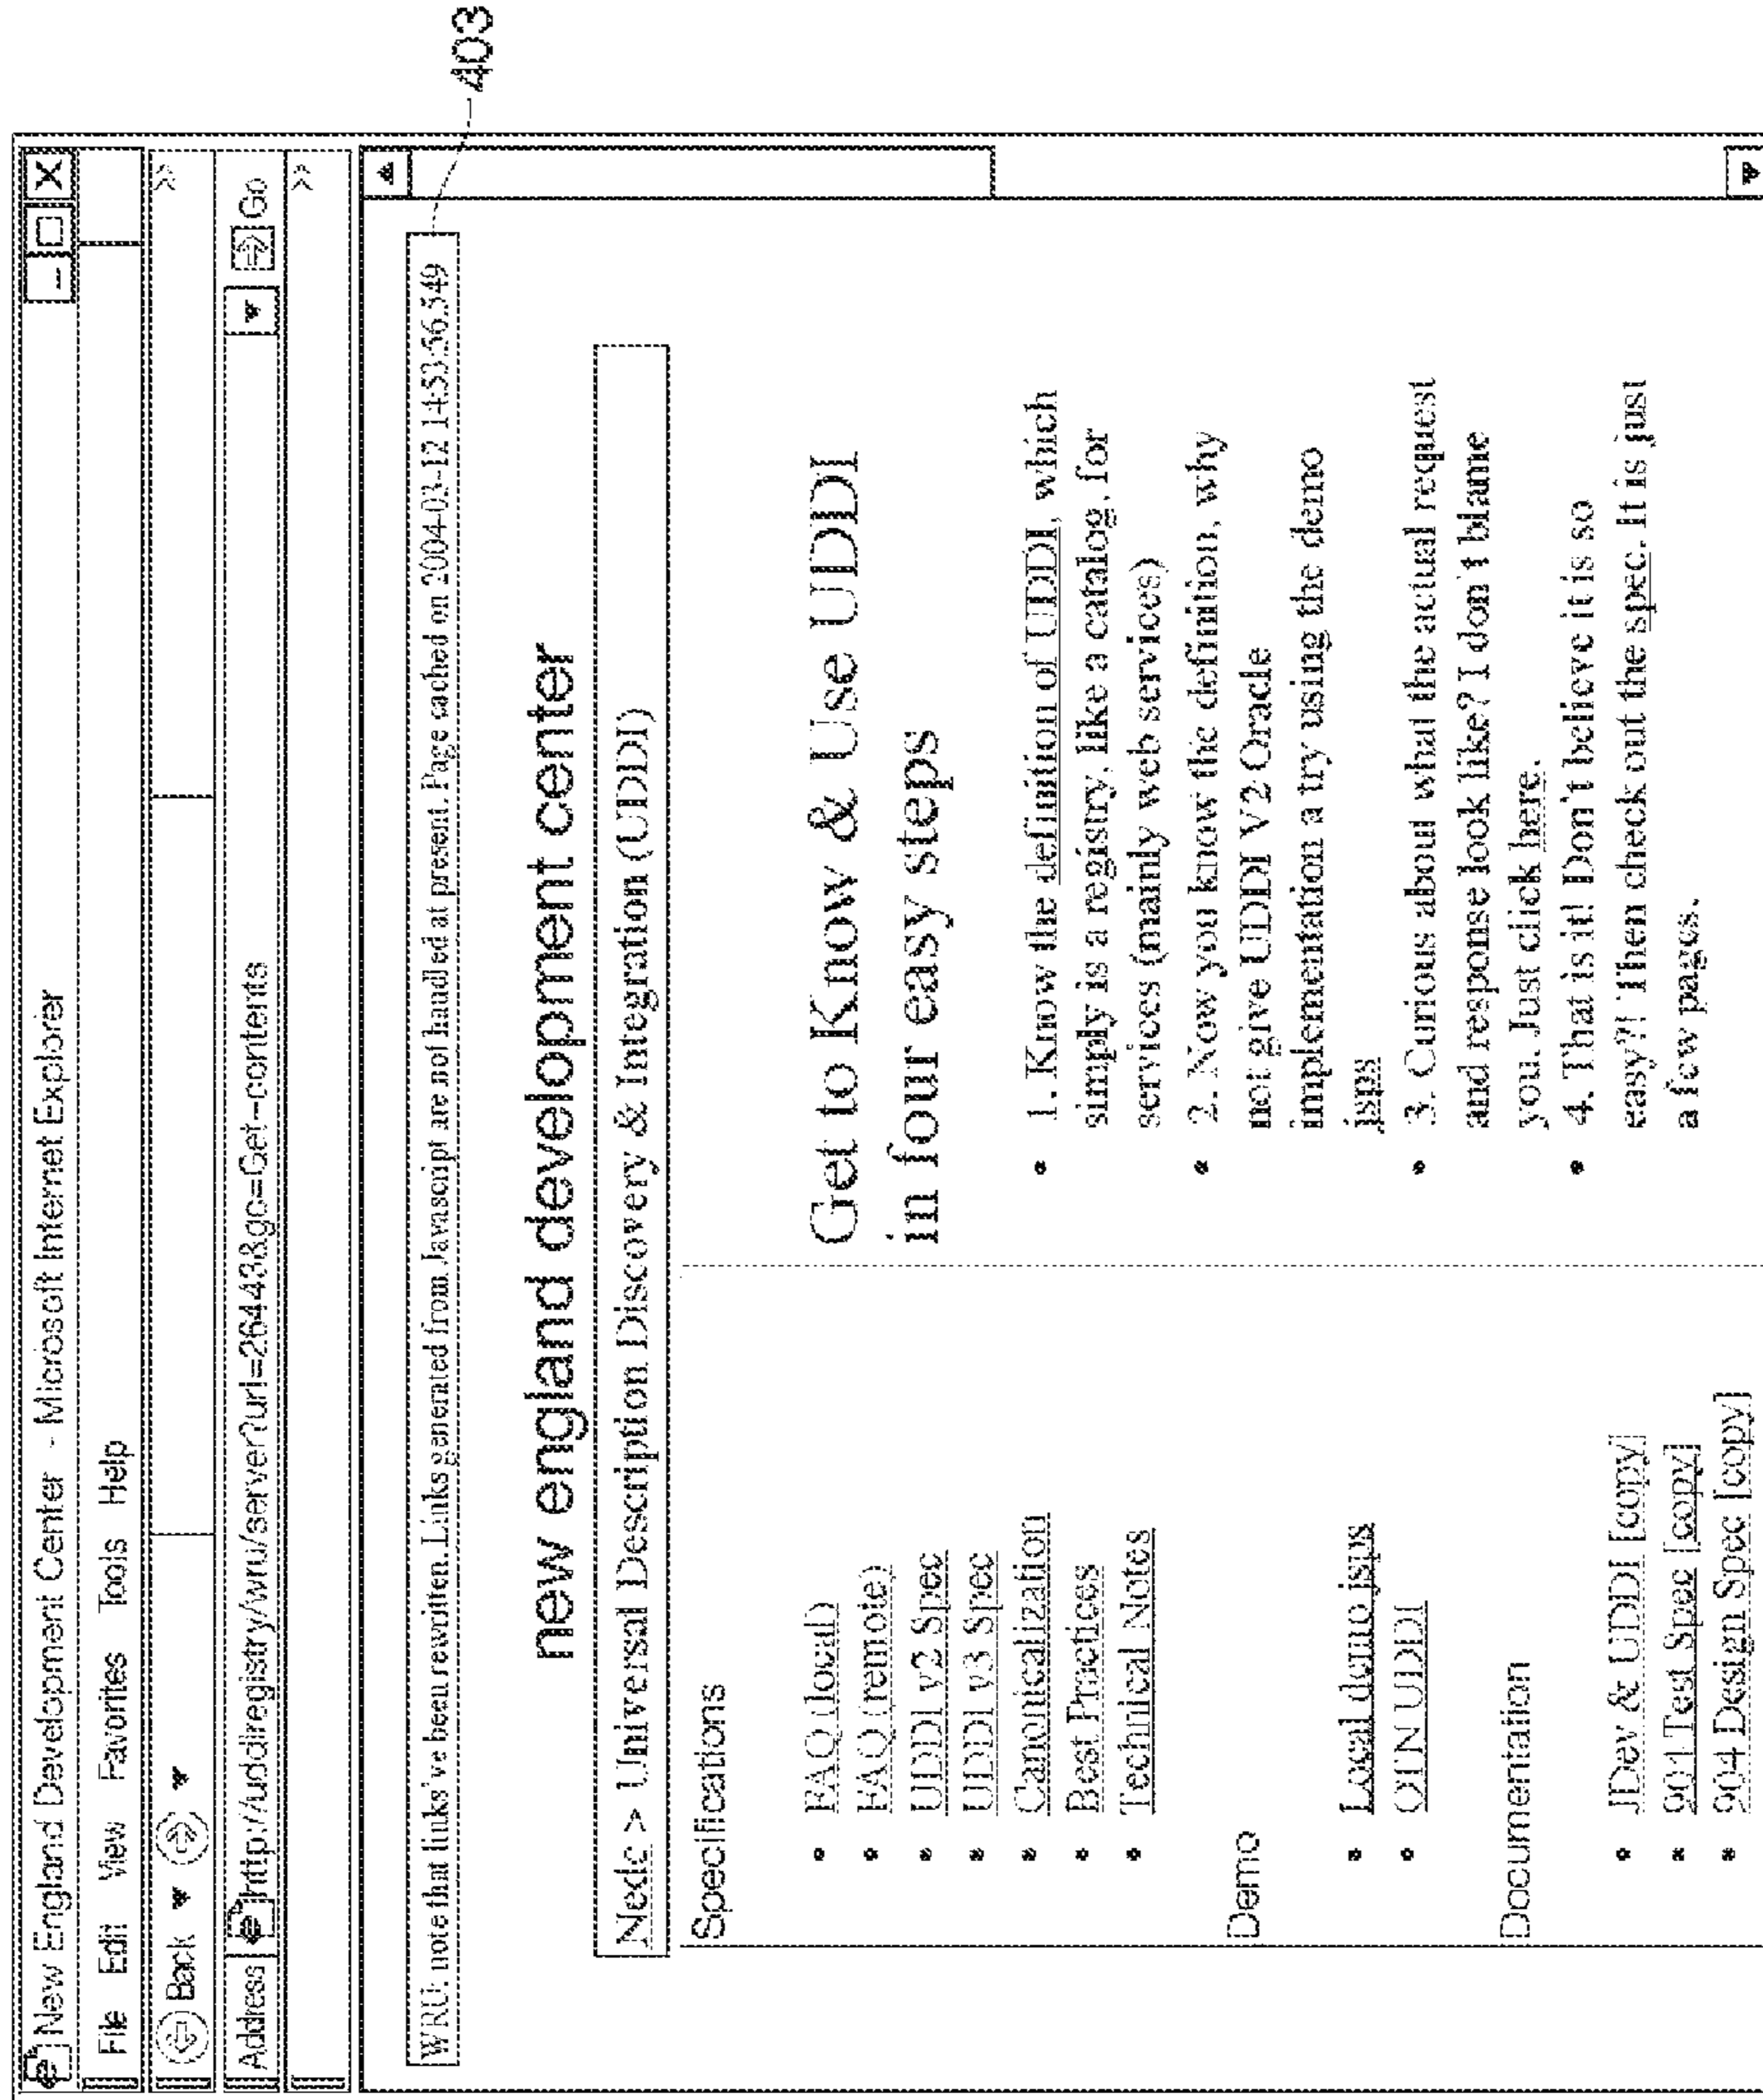 New England Development Center - Microsoft Internet Explorer
File Edit View Favorites Tools Help
Back
Address http://uddiregistry/wru/server?url=26443&go=Get-contents Go
WRU: note that links've been rewritten. Links generated from Javascript are not handled at present. Page cached on 2004-03-12 14:53:56.549
403
new england development center
Nedc > Universal Description Discovery & Integration (UDDI)
Specifications
• FAQ (local)
• FAQ (remote)
• UDDI v2 Spec
• UDDI v3 Spec
• Canonicalization
• Best Practices
• Technical Notes
Demo
• Local demo jsps
• OTN UDDI
Documentation
• JDev & UDDI [copy]
• 904 Test Spec [copy]
• 904 Design Spec [copy]
Get to Know & Use UDDI
in four easy steps
• 1. Know the definition of UDDI, which
simply is a registry, like a catalog, for
services (mainly web services)
• 2. Now you know the definition, why
not give UDDI V2 Oracle
implementation a try using the demo
jsps
• 3. Curious about what the actual request
and response look like? I don't blame
you. Just click here.
• 4. That is it! Don't believe it is so
easy?! Then check out the spec. It is just
a few pages.